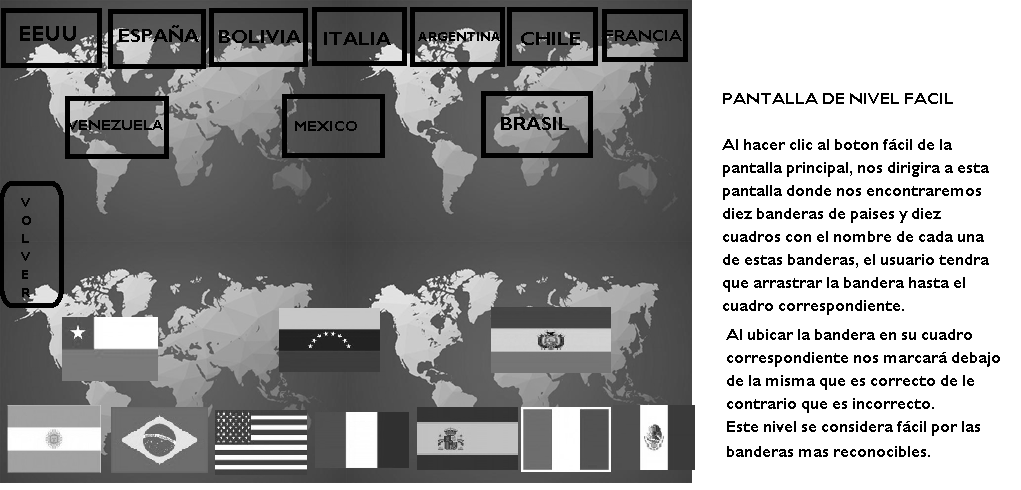 EEUU
ESPAÑA
BOLIVIA
ITALIA
ARGENTINA
CHILE
FRANCIA
VENEZUELA
MEXICO
BRASIL
VOLVER
PANTALLA DE NIVEL FACIL
Al hacer clic al boton fácil de la
pantalla principal, nos dirigira a esta
pantalla donde nos encontraremos
diez banderas de paises y diez
cuadros con el nombre de cada una
de estas banderas, el usuario tendra
que arrastrar la bandera hasta el
cuadro correspondiente.
Al ubicar la bandera en su cuadro
correspondiente nos marcará debajo
de la misma que es correcto de le
contrario que es incorrecto.
Este nivel se considera fácil por las
banderas mas reconocibles.